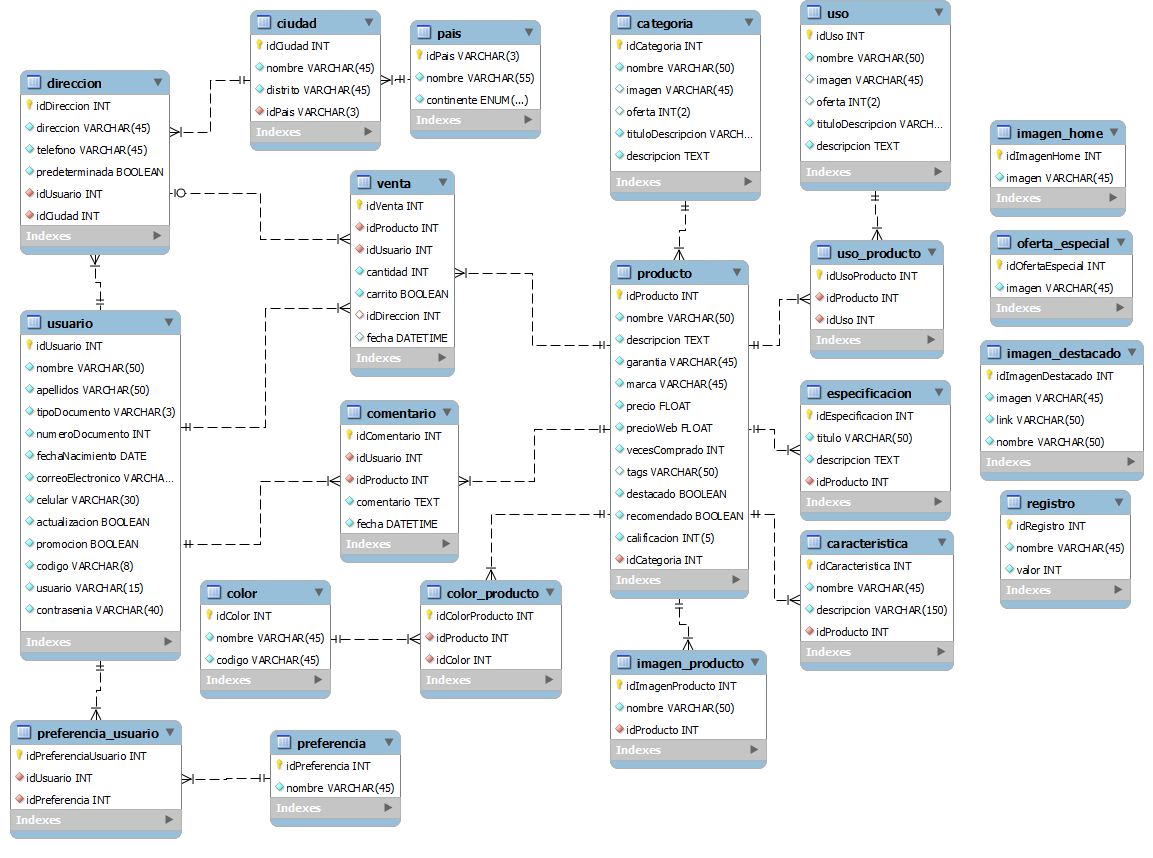 ciudad
idCiudad INT
nombre VARCHAR(45)
distrito VARCHAR(45)
idPais VARCHAR(3)
Indexes
pais
idPais VARCHAR(3)
nombre VARCHAR(55)
continente ENUM(...)
Indexes
categoria
idCategoria INT
nombre VARCHAR(50)
imagen VARCHAR(45)
oferta INT(2)
tituloDescripcion VARCH...
descripcion TEXT
Indexes
uso
idUso INT
nombre VARCHAR(50)
imagen VARCHAR(45)
oferta INT(2)
tituloDescripcion VARCH...
descripcion TEXT
Indexes
direccion
idDireccion INT
direccion VARCHAR(45)
telefono VARCHAR(45)
predeterminada BOOLEAN
idUsuario INT
idCiudad INT
Indexes
imagen_home
idImagenHome INT
imagen VARCHAR(45)
Indexes
venta
idVenta INT
idProducto INT
idUsuario INT
cantidad INT
carrito BOOLEAN
idDireccion INT
fecha DATETIME
Indexes
oferta_especial
idOfertaEspecial INT
imagen VARCHAR(45)
Indexes
uso_producto
idUsoProducto INT
idProducto INT
idUso INT
Indexes
producto
idProducto INT
nombre VARCHAR(50)
descripcion TEXT
garantia VARCHAR(45)
marca VARCHAR(45)
precio FLOAT
precioWeb FLOAT
vecesComprado INT
tags VARCHAR(50)
destacado BOOLEAN
recomendado BOOLEAN
calificacion INT(5)
idCategoria INT
Indexes
usuario
idUsuario INT
nombre VARCHAR(50)
apellidos VARCHAR(50)
tipoDocumento VARCHAR(3)
numeroDocumento INT
fechaNacimiento DATE
correoElectronico VARCHA...
celular VARCHAR(30)
actualizacion BOOLEAN
promocion BOOLEAN
codigo VARCHAR(8)
usuario VARCHAR(15)
contrasenia VARCHAR(40)
Indexes
imagen_destacado
idImagenDestacado INT
imagen VARCHAR(45)
link VARCHAR(50)
nombre VARCHAR(50)
Indexes
comentario
idComentario INT
idUsuario INT
idProducto INT
comentario TEXT
fecha DATETIME
Indexes
especificacion
idEspecificacion INT
titulo VARCHAR(50)
descripcion TEXT
idProducto INT
Indexes
registro
idRegistro INT
nombre VARCHAR(45)
valor INT
Indexes
caracteristica
idCaracteristica INT
nombre VARCHAR(45)
descripcion VARCHAR(150)
idProducto INT
Indexes
color
idColor INT
nombre VARCHAR(45)
codigo VARCHAR(45)
Indexes
color_producto
idColorProducto INT
idProducto INT
idColor INT
Indexes
imagen_producto
idImagenProducto INT
nombre VARCHAR(50)
idProducto INT
Indexes
preferencia_usuario
idPreferenciaUsuario INT
idUsuario INT
idPreferencia INT
Indexes
preferencia
idPreferencia INT
nombre VARCHAR(45)
Indexes